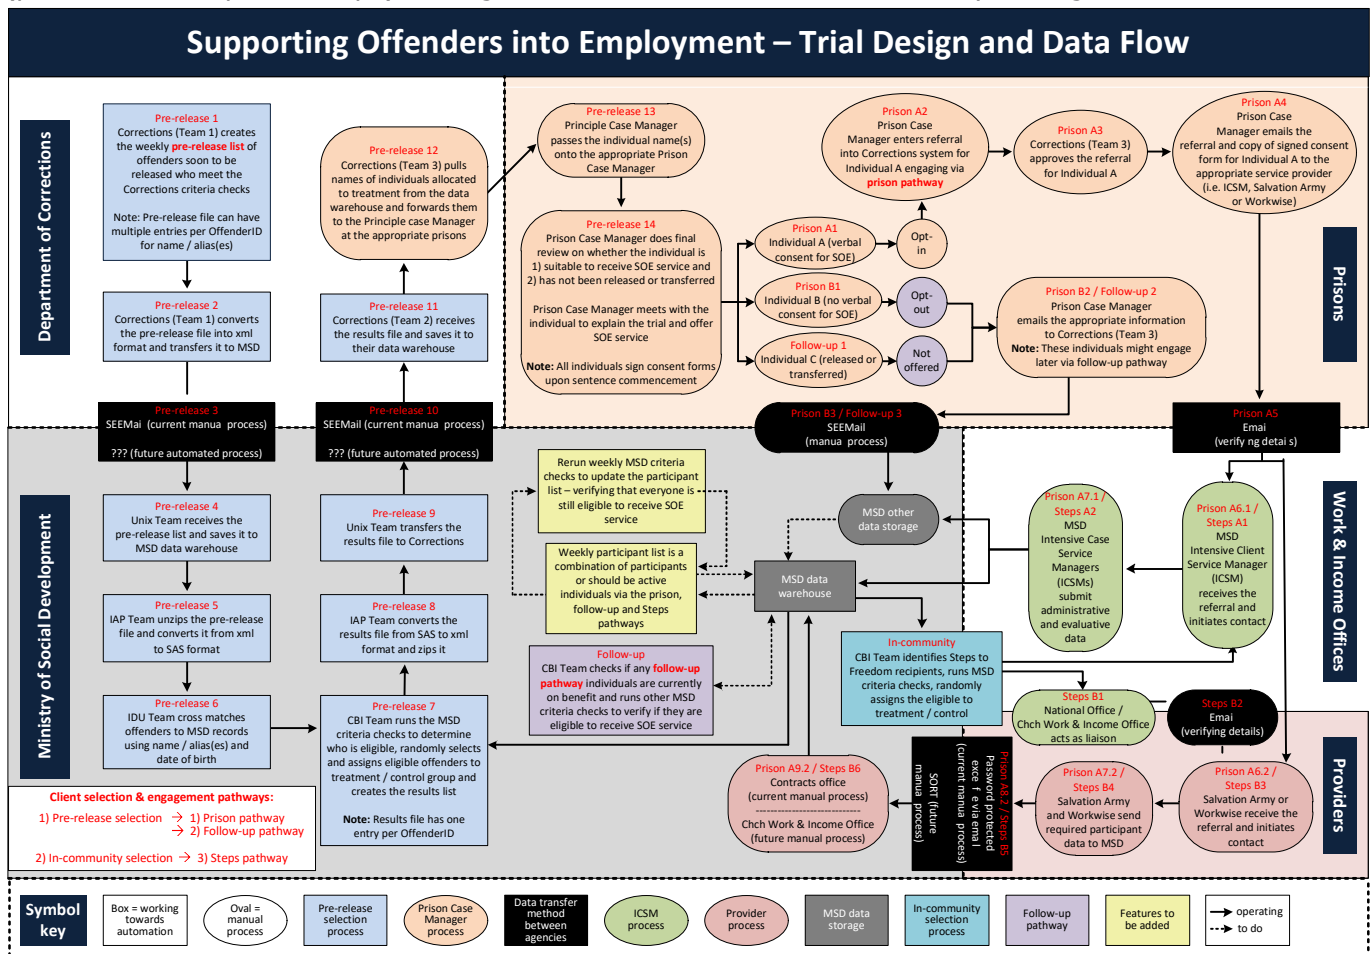 Supporting Offenders into Employment – Trial Design and Data Flow
Department of Corrections
Pre-release 1
Corrections (Team 1) creates
the weekly pre-release list of
offenders soon to be
released who meet the
Corrections criteria checks
Note: Pre-release file can have
multiple entries per OffenderID
for name / alias(es)
Pre-release 2
Corrections (Team 1) converts
the pre-release file into xml
format and transfers it to MSD
Pre-release 12
Corrections (Team 3) pulls
names of individuals allocated
to treatment from the data
warehouse and forwards them
to the Principle case Manager
at the appropriate prisons
Pre-release 11
Corrections (Team 2) receives
the results file and saves it to
their data warehouse
Pre-release 13
Principle Case Manager
passes the individual name(s)
onto the appropriate Prison
Case Manager
Pre-release 14
Prison Case Manager does final
review on whether the individual is
1) suitable to receive SOE service and
2) has not been released or transferred
Prison Case Manager meets with the
individual to explain the trial and offer
SOE service
Note: All individuals sign consent forms
upon sentence commencement
Prison A1
Individual A (verbal
consent for SOE)
Opt-
in
Prison B1
Individual B (no verbal
consent for SOE)
Opt-
out
Follow-up 1
Individual C (released or
transferred)
Not
offered
Prison A2
Prison Case
Manager enters referral
into Corrections system for
Individual A engaging via
prison pathway
Prison A3
Corrections (Team 3)
approves the referral
for Individual A
Prison A4
Prison Case
Manager emails the
referral and copy of signed consent
form for Individual A to the
appropriate service provider
(i.e. ICSM, Salvation Army
or Workwise)
Prison B2 / Follow-up 2
Prison Case Manager
emails the appropriate information
to Corrections (Team 3)
Note: These individuals might engage
later via follow-up pathway
Prisons
Pre-release 3
SEEMai (current manua process)
??? (future automated process)
Pre-release 10
SEEMail (current manual process)
??? (future automated process)
Prison B3 / Follow-up 3
SEEMail
(manua process)
Prison A5
Emai
(verify ng detai s)
Ministry of Social Development
Pre-release 4
Unix Team receives the
pre-release list and saves it to
MSD data warehouse
Pre-release 5
IAP Team unzips the pre-release
file and converts it from xml
to SAS format
Pre-release 6
IDU Team cross matches
offenders to MSD records
using name / alias(es) and
date of birth
Pre-release 9
Unix Team transfers the
results file to Corrections
Pre-release 8
IAP Team converts the
results file from SAS to xml
format and zips it
Pre-release 7
CBI Team runs the MSD
criteria checks to determine
who is eligible, randomly selects
and assigns eligible offenders to
treatment / control group and
creates the results list
Note: Results file has one
entry per OffenderID
Client selection & engagement pathways:
1) Pre-release selection → 1) Prison pathway
→ 2) Follow-up pathway
2) In-community selection → 3) Steps pathway
Rerun weekly MSD criteria
checks to update the participant
list – verifying that everyone is
still eligible to receive SOE
service
Weekly participant list is a
combination of participants
or should be active
individuals via the prison,
follow-up and Steps
pathways
Follow-up
CBI Team checks if any follow-up
pathway individuals are currently
on benefit and runs other MSD
criteria checks to verify if they are
eligible to receive SOE service
MSD other
data storage
MSD data
warehouse
In-community
CBI Team identifies Steps to
Freedom recipients, runs MSD
criteria checks, randomly
assigns the eligible to
treatment / control
Prison A7.1 /
Steps A2
MSD
Intensive Case
Service
Managers
(ICSMs)
submit
administrative
and evaluative
data
Prison A6.1 /
Steps A1
MSD
Intensive Client
Service Manager
(ICSM)
receives the
referral and
initiates contact
Work & Income Offices
Steps B1
National Office /
Chch Work & Income Office
acts as liaison
Steps B2
Emai
(verifying details)
Prison A9.2 / Steps B6
Contracts office
(current manual process)
Chch Work & Income Office
(future manual process)
Prison A8.2 / Steps B5
Password protected
exce f e via email
(current manua process)
SORT (future
manua process)
Prison A7.2 /
Steps B4
Salvation Army
and Workwise send
required participant
data to MSD
Prison A6.2 /
Steps B3
Salvation Army or
Workwise receive the
referral and initiates
contact
Providers
Symbol
key
Box = working
towards
automation
Oval =
manual
process
Pre-release
selection
process
Prison Case
Manager
process
Data transfer
method
between
agencies
ICSM
process
Provider
process
MSD data
storage
In-community
selection
process
Follow-up
pathway
Features to
be added
operating
to do